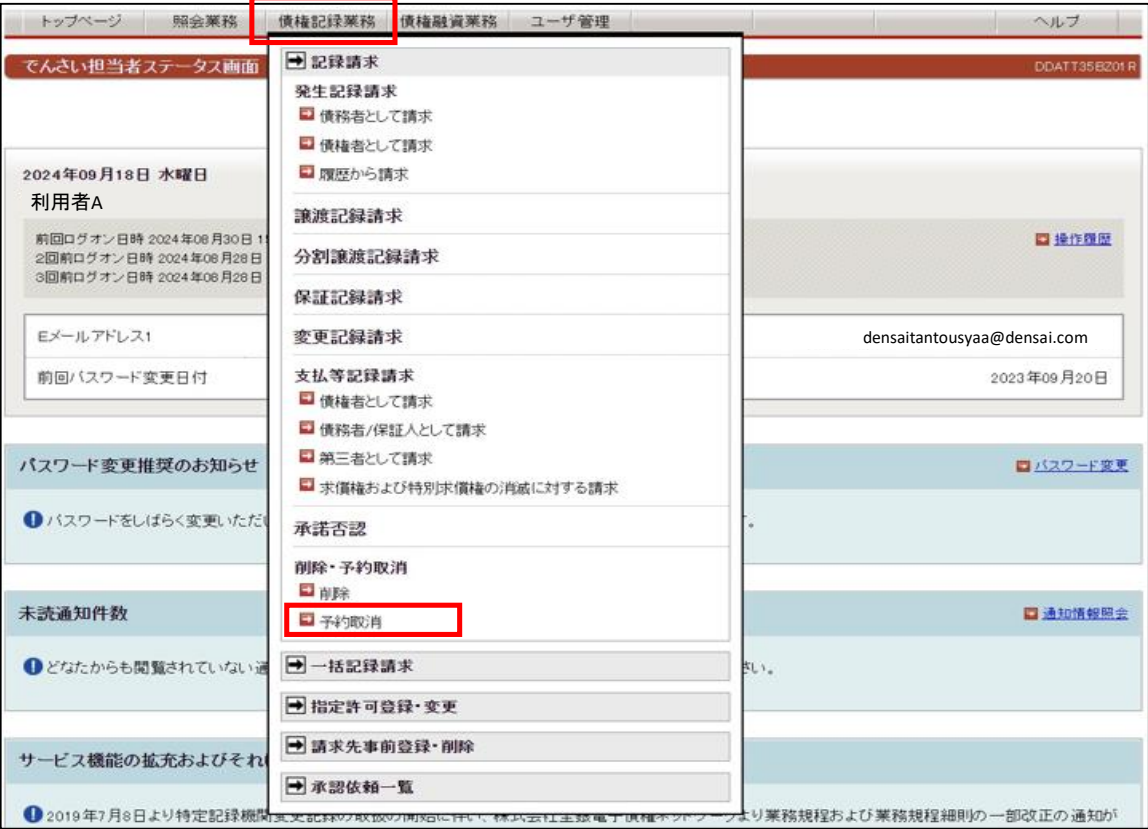 トップページ 照会業務 債権記録業務 債権融資業務 ユーザ管理 ヘルプ
でんさい担当者ステータス画面 DDATT35BZ01R
2024年09月18日 水曜日
利用者A
前回ログオン日時 2024年08月30日 1
2回前ログオン日時 2024年08月28日
3回前ログオン日時 2024年08月28日
操作履歴
Eメールアドレス1 densaitantousyaa@densai.com
前回パスワード変更日付 2023年09月20日
パスワード変更推奨のお知らせ パスワード変更
パスワードをしばらく変更いただ す。
未読通知件数 通知情報照会
どなたからも閲覧されていない通 さい。
サービス機能の拡充およびそれ
2019年7月8日より特定記録機関変更記録の取扱の開始に伴い、株式会社全銀電子債権ネットワークより業務規程および業務規程細則の一部改正の通知が
記録請求
発生記録請求
債務者として請求
債権者として請求
履歴から請求
譲渡記録請求
分割譲渡記録請求
保証記録請求
変更記録請求
支払等記録請求
債権者として請求
債務者/保証人として請求
第三者として請求
求償権および特別求償権の消滅に対する請求
承諾否認
削除・予約取消
削除
予約取消
一括記録請求
指定許可登録・変更
請求先事前登録・削除
承認依頼一覧